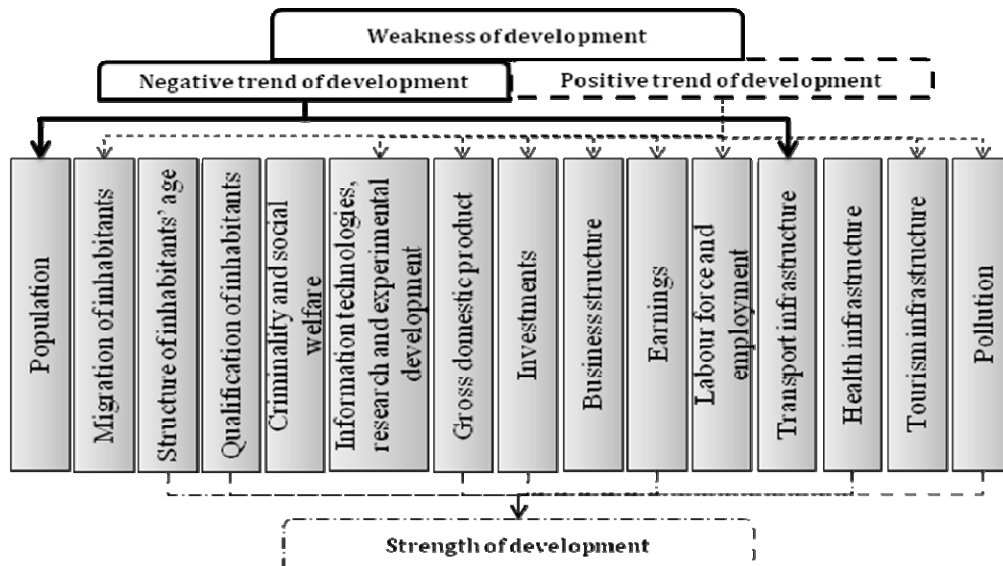 Weakness of development
Negative trend of development
Positive trend of development
Population
Migration of inhabitants
Structure of inhabitants' age
Qualification of inhabitants
Criminality and social
welfare
Information technologies,
research and experimental
development
Gross domestic product
Investments
Business structure
Earnings
Labour force and
employment
Transport infrastructure
Health infrastructure
Tourism infrastructure
Pollution
Strength of development